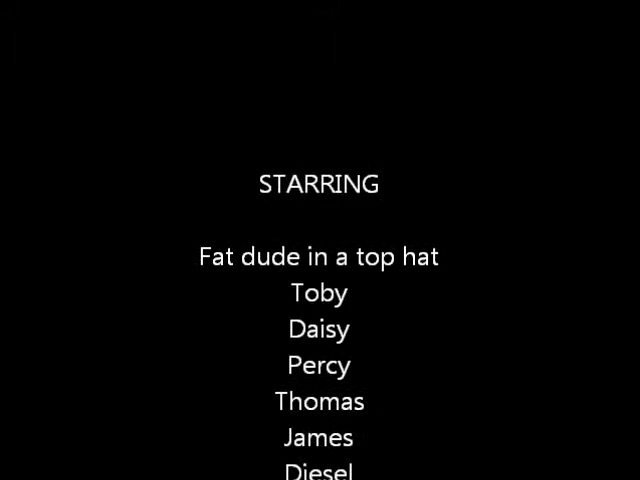 STARRING
Fat dude in a top hat
Toby
Daisy
Percy
Thomas
James
Diesel